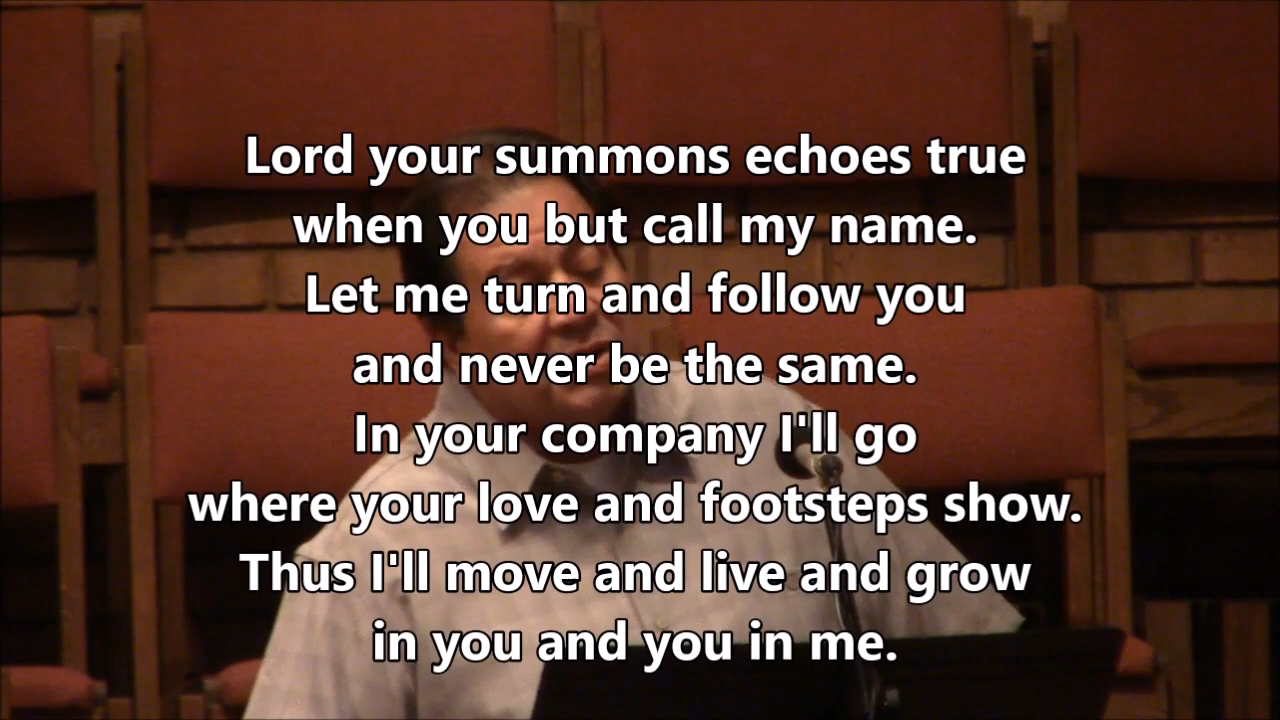 Lord your summons echoes true
when you but call my name.
Let me turn and follow you
and never be the same.
In your company I'll go
where your love and footsteps show.
Thus I'll move and live and grow
in you and you in me.